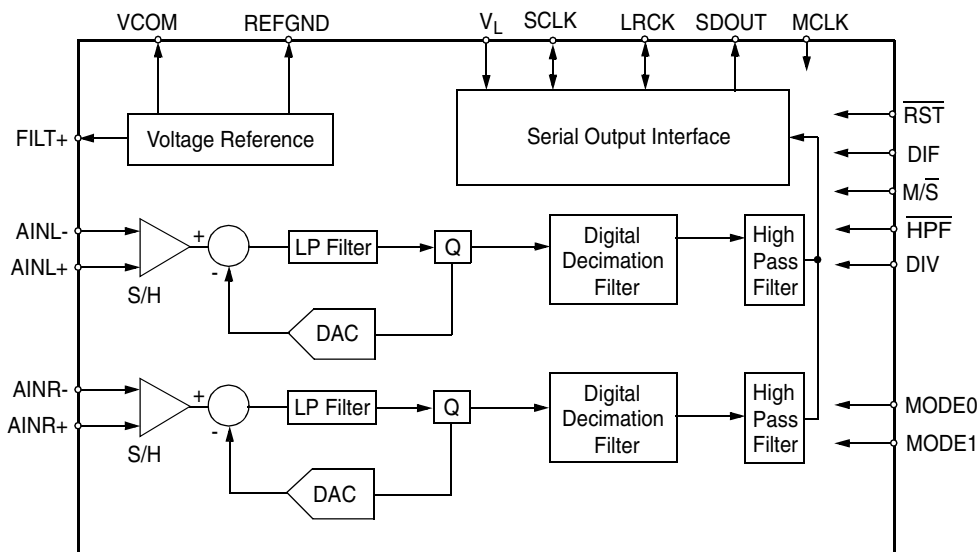 VCOM
REFGND
VL
SCLK
LRCK
SDOUT
MCLK
FILT+
Voltage Reference
Serial Output Interface
RST
DIF
M/S
HPF
DIV
AINL-
AINL+
S/H
+
-
LP Filter
Q
DAC
Digital
Decimation
Filter
High
Pass
Filter
AINR-
AINR+
S/H
+
-
LP Filter
Q
DAC
Digital
Decimation
Filter
High
Pass
Filter
MODE0
MODE1